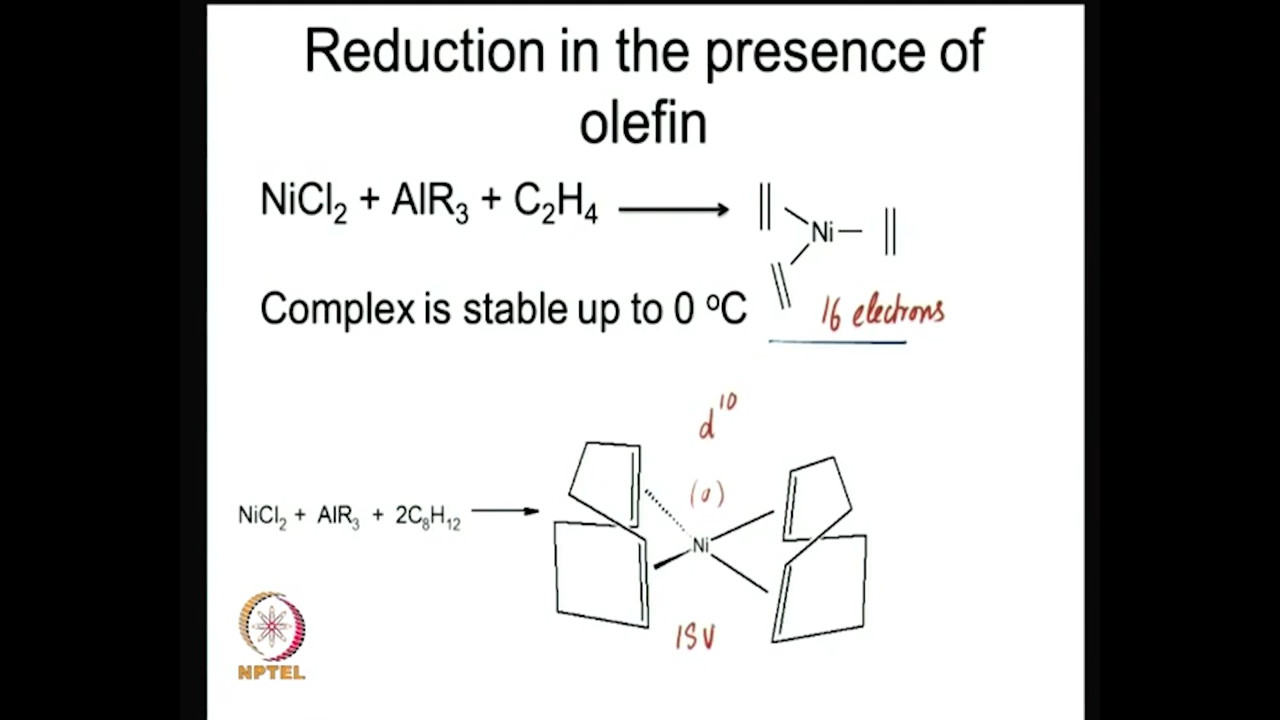 Reduction in the presence of
olefin
NiCl₂ + AlR₃ + C₂H₄
Ni
Complex is stable up to 0 ºC
16 electrons
d¹⁰
(0)
NiCl₂ + AlR₃ + 2C₈H₁₂
Ni
NPTEL